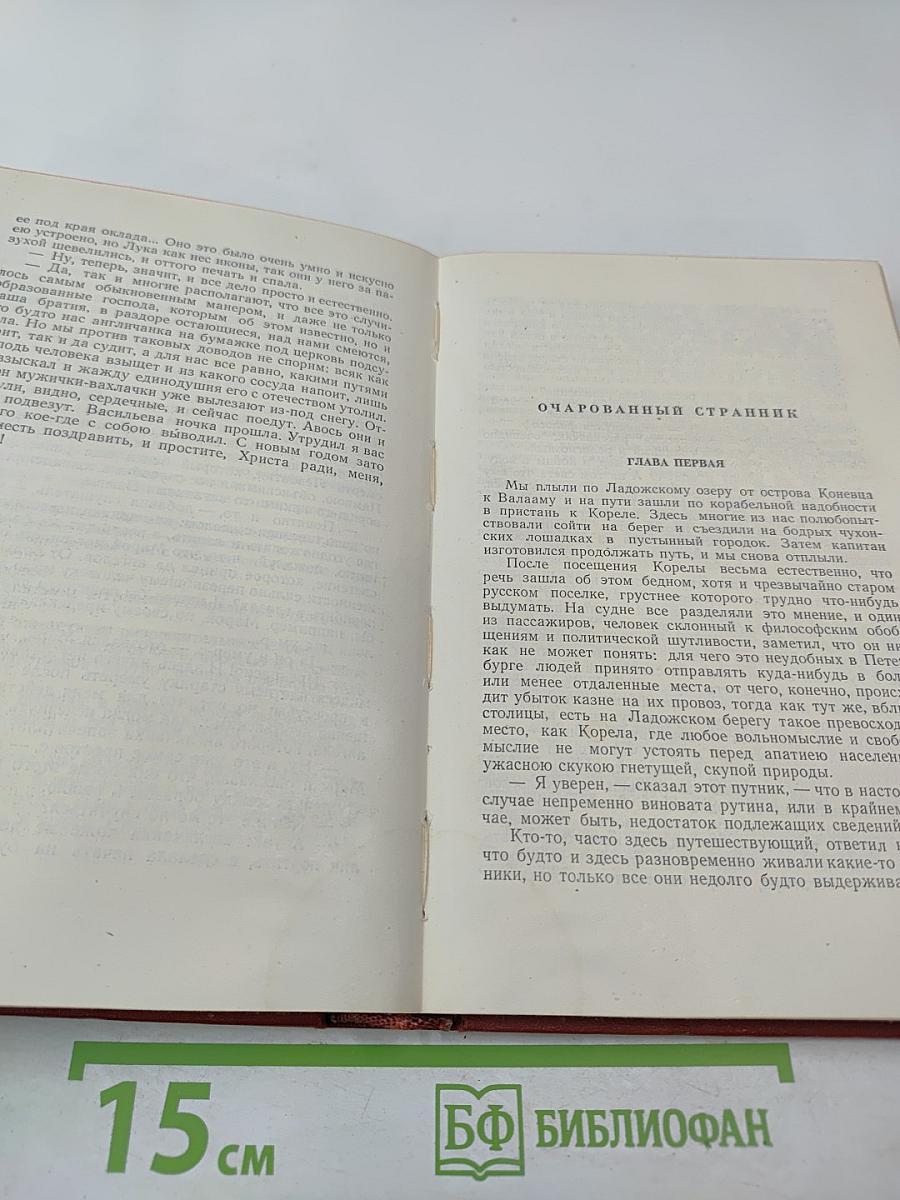 ее под края оклада... Оно это было очень умно и искусно
ею устроено, но Лука как нес иконы, так они у него за па-
зухой шевелились, и оттого печать и спала.
— Ну, теперь, значит, и все дело просто и естественно.
— Да, так и многие располагают, что все это случи-
лось самым обыкновенным манером, и даже не только
образованные господа, которым об этом известно, но и
аша братия, в раздоре остающиеся, над нами смеются,
о будто нас англичанка на бумажке под церковь подсу-
ла. Но мы против таковых доводов не спорим: всяк как
рит, так и да судит, а для нас все равно, какими путями
подь человека взыщет и из какого сосуда напоит, лишь
взыскал и жажду единодушия его с отечеством утолил.
ен мужички-вахлачки уже вылезают из-под снегу. От-
ули, видно, сердечные, и сейчас поедут. Авось они и
подвезут. Васильева ночка прошла. Утрудил я вас
го кое-где с собою выводил. С новым годом зато
честь поздравить, и простите, Христа ради, меня,
!
ОЧАРОВАННЫЙ СТРАННИК
ГЛАВА ПЕРВАЯ
Мы плыли по Ладожскому озеру от острова Коневца
к Валааму и на пути зашли по корабельной надобности
в пристань к Кореле. Здесь многие из нас полюбопыт-
ствовали сойти на берег и съездили на бодрых чухон-
ских лошадках в пустынный городок. Затем капитан
изготовился продолжать путь, и мы снова отплыли.
После посещения Корелы весьма естественно, что
речь зашла об этом бедном, хотя и чрезвычайно старом
русском поселке, грустнее которого трудно что-нибудь
выдумать. На судне все разделяли это мнение, и один
из пассажиров, человек склонный к философским обоб
щениям и политической шутливости, заметил, что он ни
как не может понять: для чего это неудобных в Петер
бурге людей принято отправлять куда-нибудь в бол
или менее отдаленные места, от чего, конечно, происх
дит убыток казне на их провоз, тогда как тут же, вбли
столицы, есть на Ладожском берегу такое превосход
место, как Корела, где любое вольномыслие и свобо
мыслие не могут устоять перед апатиею населени
ужасною скукою гнетущей, скупой природы.
— Я уверен, — сказал этот путник, — что в насто
случае непременно виновата рутина, или в крайнем
чае, может быть, недостаток подлежащих сведений
Кто-то, часто здесь путешествующий, ответил н
что будто и здесь разновременно живали какие-то
ники, но только все они недолго будто выдержива
15 см
БФ БИБЛИОФАН